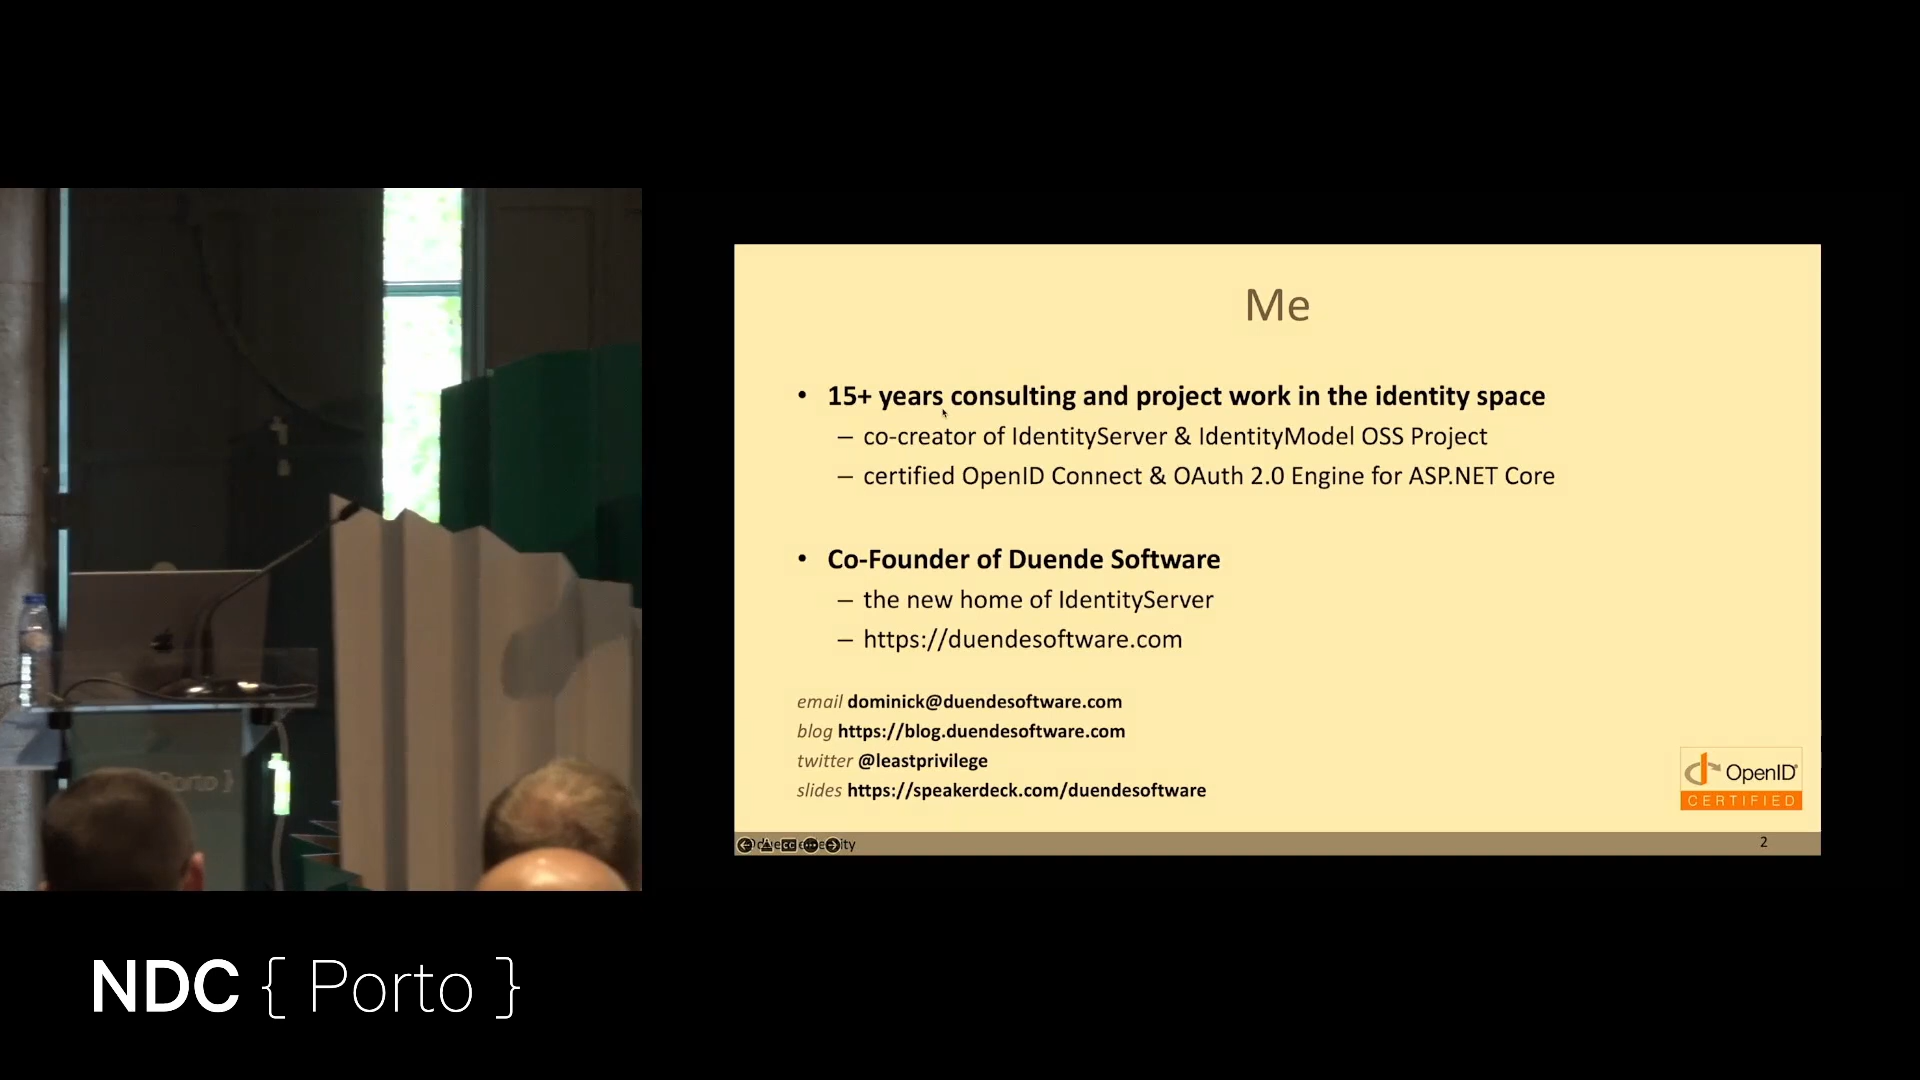 Me
• 15+ years consulting and project work in the identity space
– co-creator of IdentityServer & IdentityModel OSS Project
– certified OpenID Connect & OAuth 2.0 Engine for ASP.NET Core
• Co-Founder of Duende Software
– the new home of IdentityServer
– https://duendesoftware.com
email dominick@duendesoftware.com
blog https://blog.duendesoftware.com
twitter @leastprivilege
slides https://speakerdeck.com/duendesoftware
OpenID
CERTIFIED
2
Porto }
NDC { Porto }